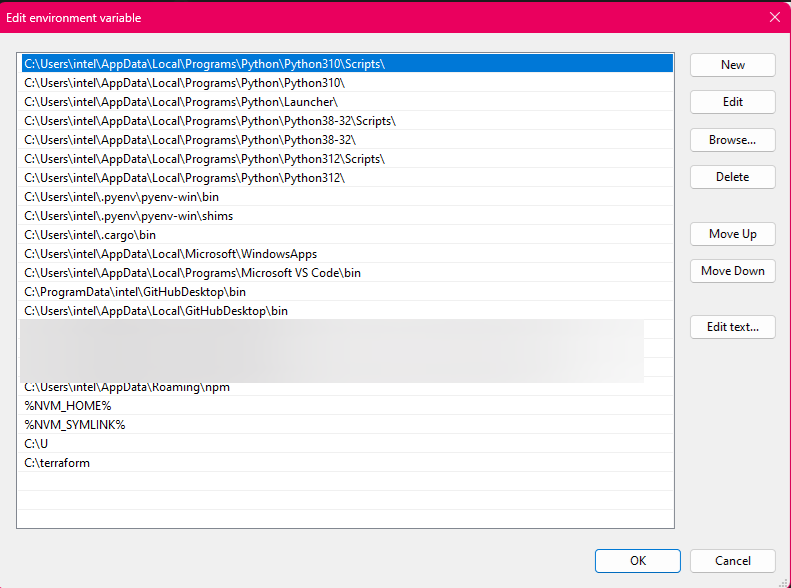 Edit environment variable
C:\Users\intel\AppData\Local\Programs\Python\Python310\Scripts\
C:\Users\intel\AppData\Local\Programs\Python\Python310\
C:\Users\intel\AppData\Local\Programs\Python\Launcher\
C:\Users\intel\AppData\Local\Programs\Python\Python38-32\Scripts\
C:\Users\intel\AppData\Local\Programs\Python\Python38-32\
C:\Users\intel\AppData\Local\Programs\Python\Python312\Scripts\
C:\Users\intel\AppData\Local\Programs\Python\Python312\
C:\Users\intel\.pyenv\pyenv-win\bin
C:\Users\intel\.pyenv\pyenv-win\shims
C:\Users\intel\.cargo\bin
C:\Users\intel\AppData\Local\Microsoft\WindowsApps
C:\Users\intel\AppData\Local\Programs\Microsoft VS Code\bin
C:\ProgramData\intel\GitHubDesktop\bin
C:\Users\intel\AppData\Local\GitHubDesktop\bin
C:\Users\intel\AppData\Roaming\npm
%NVM_HOME%
%NVM_SYMLINK%
C:\U
C:\terraform
New
Edit
Browse...
Delete
Move Up
Move Down
Edit text...
OK
Cancel